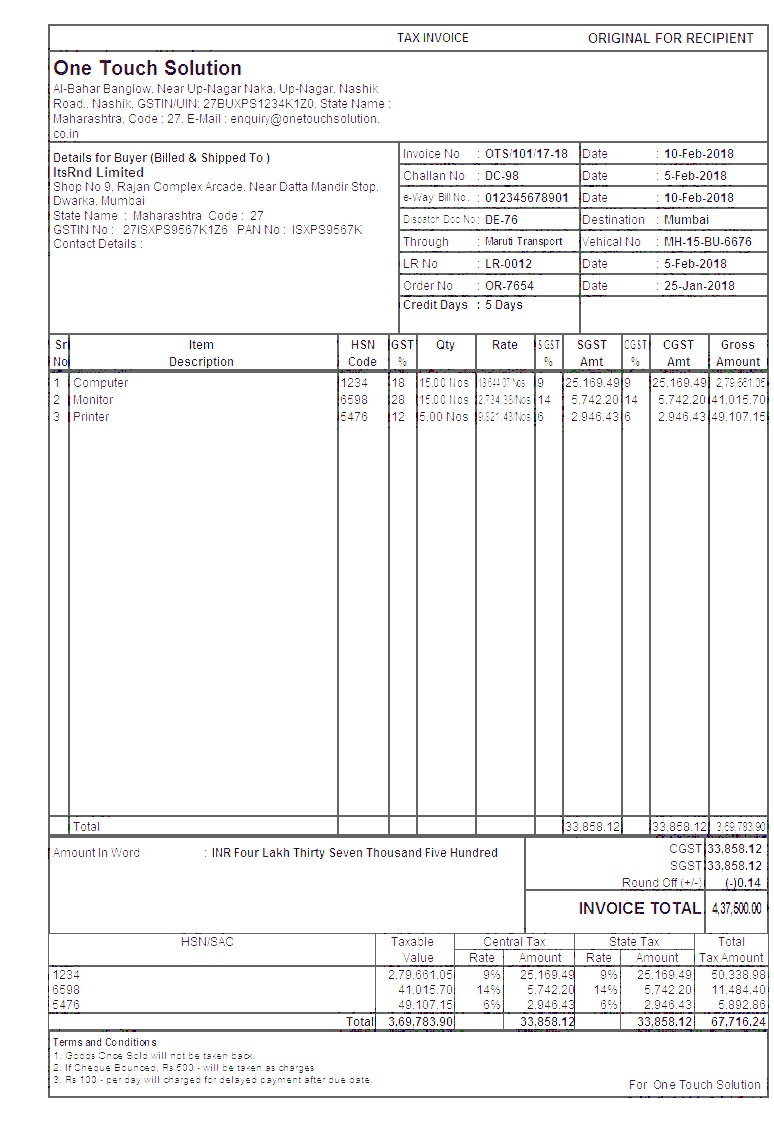 TAX INVOICE ORIGINAL FOR RECIPIENT
One Touch Solution
Al-Bahar Banglow, Near Up-Nagar Naka, Up-Nagar, Nashik
Road., Nashik, GSTIN/UIN: 27BUXPS1234K1Z0, State Name :
Maharashtra, Code : 27, E-Mail : enquiry@onetouchsolution.
co.in
Details for Buyer (Billed & Shipped To )
ItsRnd Limited
Shop No 9, Rajan Complex Arcade, Near Datta Mandir Stop,
Dwarka, Mumbai
State Name : Maharashtra Code : 27
GSTIN No : 27ISXPS9567K1Z6 PAN No : ISXPS9567K
Contact Details :
Invoice No : OTS/101/17-18 Date : 10-Feb-2018
Challan No : DC-98 Date : 5-Feb-2018
e-Way Bill No. : 012345678901 Date : 10-Feb-2018
Dispatch Doc No : DE-76 Destination : Mumbai
Through : Maruti Transport Vehical No : MH-15-BU-6676
LR No : LR-0012 Date : 5-Feb-2018
Order No : OR-7654 Date : 25-Jan-2018
Credit Days : 5 Days
Sr Item HSN GST Qty Rate SGST SGST CGST CGST Gross
No Description Code % % Amt % Amt Amount
1 Computer 1234 18 15.00 Nos 18644.07/Nos 9 25,169.49 9 25,169.49 2,79,661.05
2 Monitor 6598 28 15.00 Nos 2,734.38/Nos 14 5,742.20 14 5,742.20 41,015.70
3 Printer 5476 12 5.00 Nos 9,821.43/Nos 6 2,946.43 6 2,946.43 49,107.15
Total 33,858.12 33,858.12 3,69,783.90
Amount In Word : INR Four Lakh Thirty Seven Thousand Five Hundred
CGST 33,858.12
SGST 33,858.12
Round Off (+/-) (-)0.14
INVOICE TOTAL 4,37,500.00
HSN/SAC Taxable Central Tax State Tax Total
Value Rate Amount Rate Amount Tax Amount
1234 2,79,661.05 9% 25,169.49 9% 25,169.49 50,338.98
6598 41,015.70 14% 5,742.20 14% 5,742.20 11,484.40
5476 49,107.15 6% 2,946.43 6% 2,946.43 5,892.86
Total 3,69,783.90 33,858.12 33,858.12 67,716.24
Terms and Conditions
1. Goods Once Sold will not be taken back.
2. If Cheque Bounced, Rs 500/- will be taken as charges
3. Rs 100/- per day will charged for delayed payment after due date.
For One Touch Solution